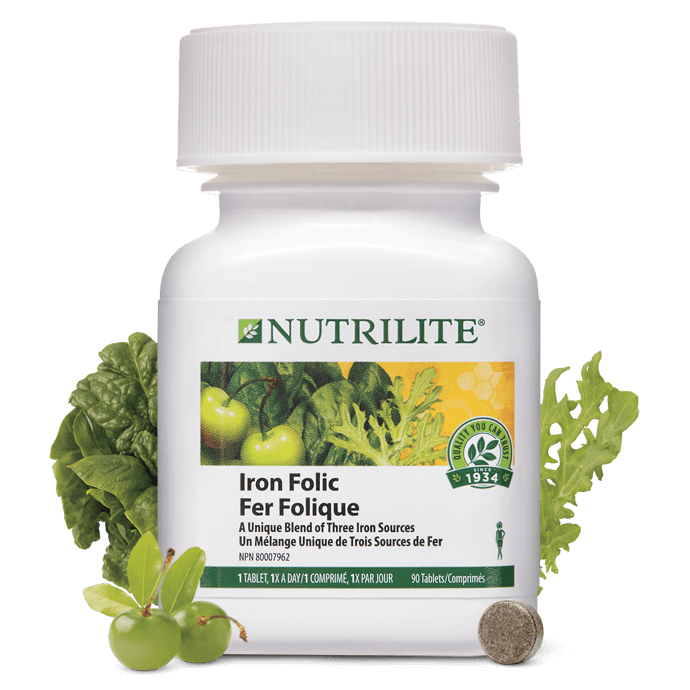 NUTRILITE®
QUALITY YOU CAN TRUST
SINCE
1934
Iron Folic
Fer Folique
A Unique Blend of Three Iron Sources
Un Mélange Unique de Trois Sources de Fer
NPN 80007962
1 TABLET, 1X A DAY/1 COMPRIMÉ, 1X PAR JOUR 90 Tablets/Comprimés